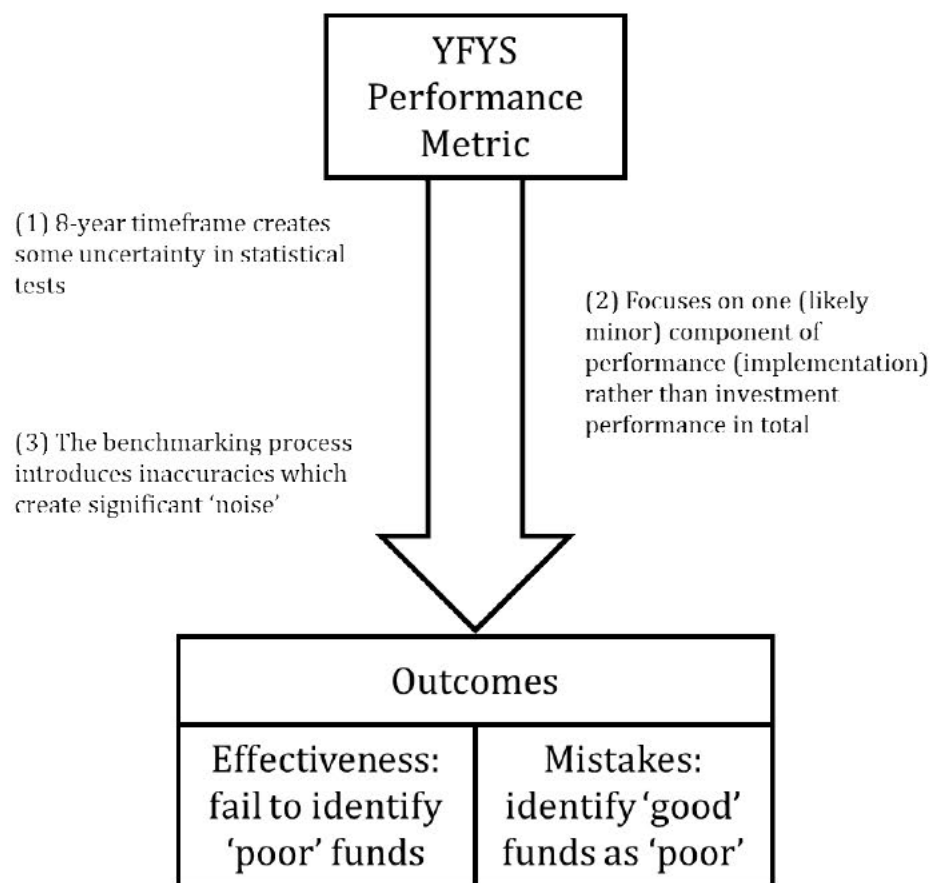 YFYS
Performance
Metric
(1) 8-year timeframe creates
some uncertainty in statistical
tests
(2) Focuses on one (likely
minor) component of
performance (implementation)
rather than investment
performance in total
(3) The benchmarking process
introduces inaccuracies which
create significant ‘noise’
Outcomes
Effectiveness:
fail to identify
‘poor’ funds
Mistakes:
identify ‘good’
funds as ‘poor’